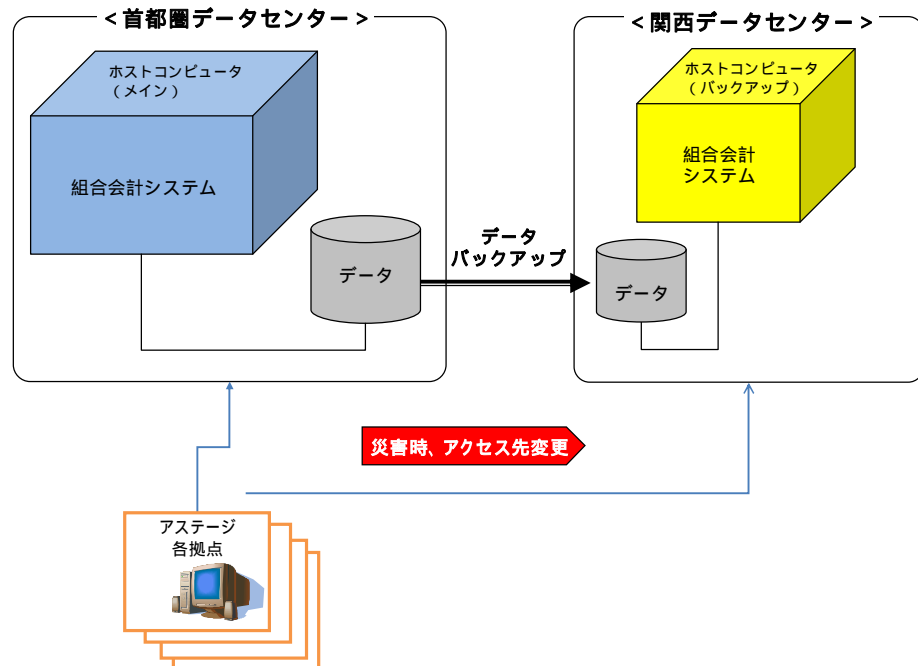 ＜首都圏データセンター＞
ホストコンピュータ
（メイン）
組合会計システム
データ
データ
バックアップ
＜関西データセンター＞
ホストコンピュータ
（バックアップ）
組合会計
システム
データ
災害時、アクセス先変更
アステージ
各拠点